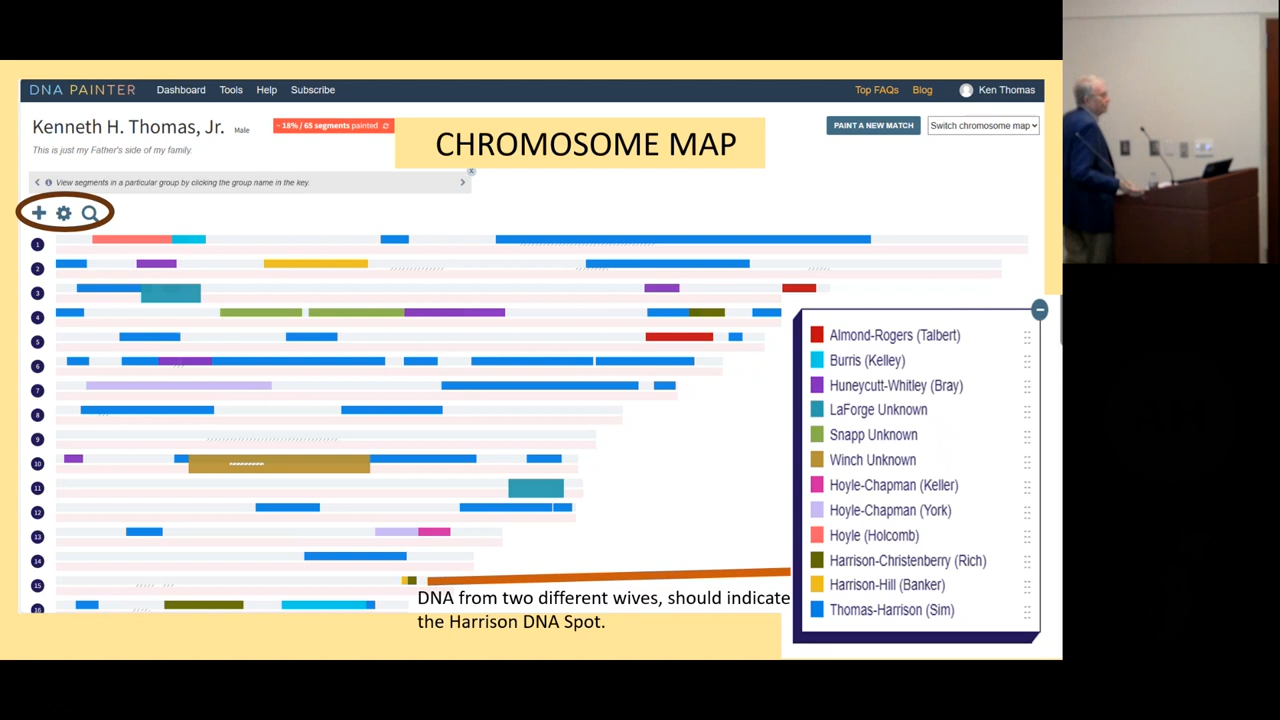 DNA PAINTER Dashboard Tools Help Subscribe Top FAQs Blog Ken Thomas
Kenneth H. Thomas, Jr. Male ~ 18% / 65 segments painted
This is just my Father's side of my family.
CHROMOSOME MAP
PAINT A NEW MATCH
Switch chromosome map
x
View segments in a particular group by clicking the group name in the key.
1
2
3
4
5
6
7
8
9
10
11
12
13
14
15
16
Almond-Rogers (Talbert)
Burris (Kelley)
Huneycutt-Whitley (Bray)
LaForge Unknown
Snapp Unknown
Winch Unknown
Hoyle-Chapman (Keller)
Hoyle-Chapman (York)
Hoyle (Holcomb)
Harrison-Christenberry (Rich)
Harrison-Hill (Banker)
Thomas-Harrison (Sim)
DNA from two different wives, should indicate
the Harrison DNA Spot.